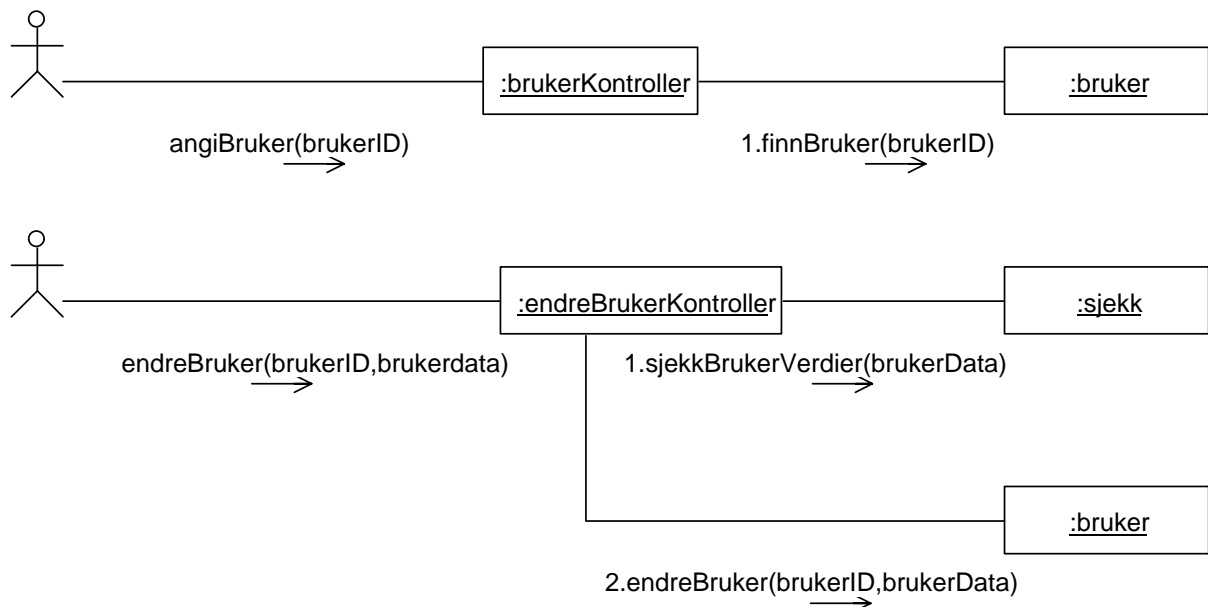 :brukerKontroller
:bruker
angiBruker(brukerID)
1.finnBruker(brukerID)
:endreBrukerKontroller
:sjekk
endreBruker(brukerID,brukerdata)
1.sjekkBrukerVerdier(brukerData)
:bruker
2.endreBruker(brukerID,brukerData)